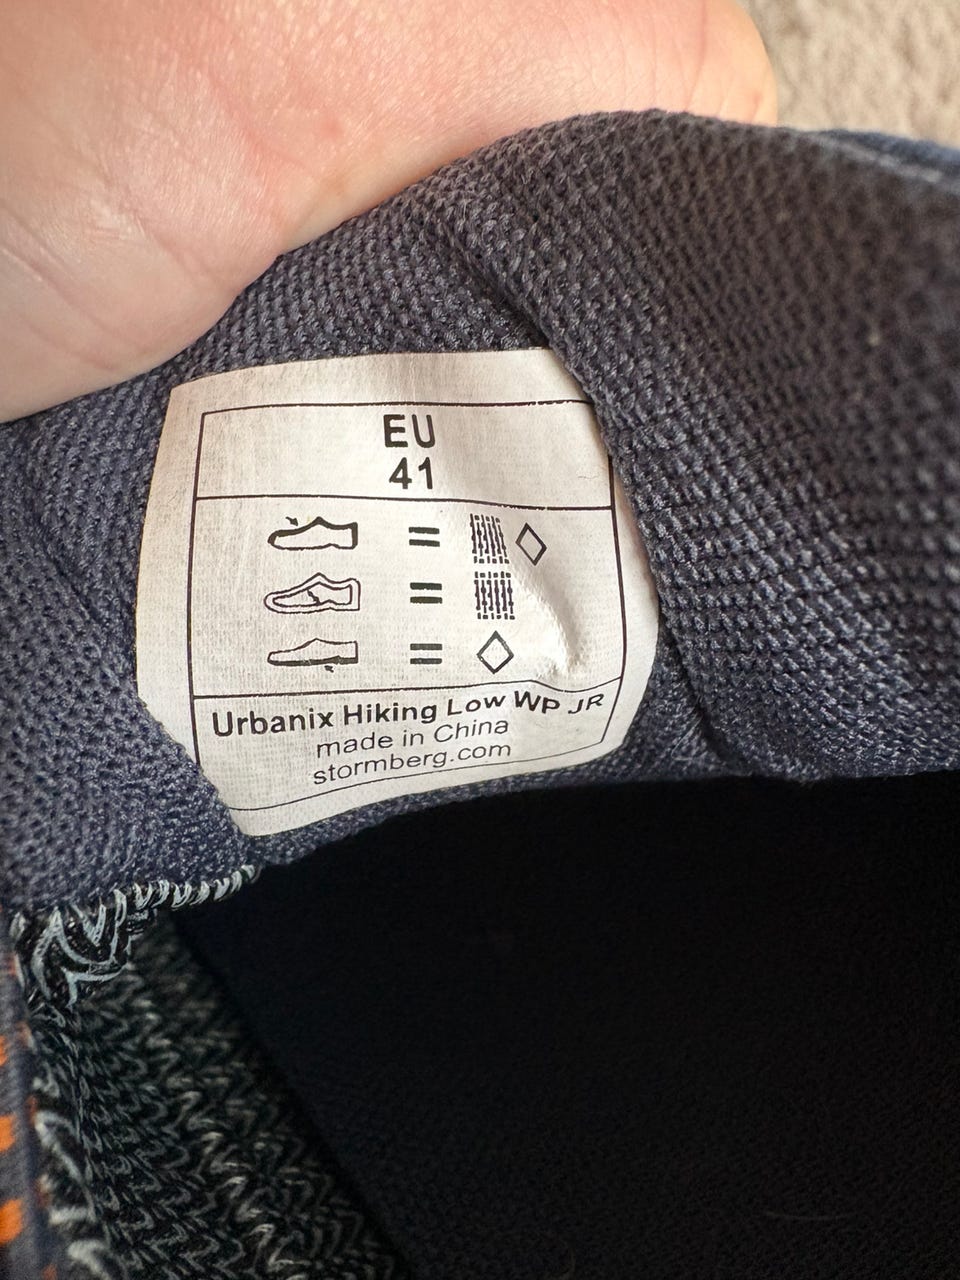 EU
41
=
=
=
Urbanix Hiking Low WP JR
made in China
stormberg.com